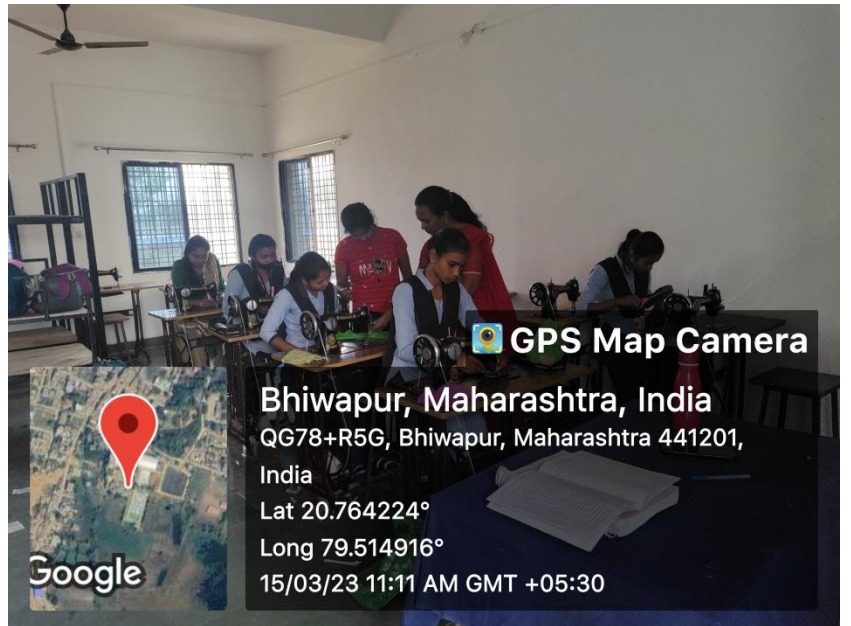 GPS Map Camera
Bhiwapur, Maharashtra, India
QG78+R5G, Bhiwapur, Maharashtra 441201,
India
Lat 20.764224°
Long 79.514916°
15/03/23 11:11 AM GMT +05:30
Google